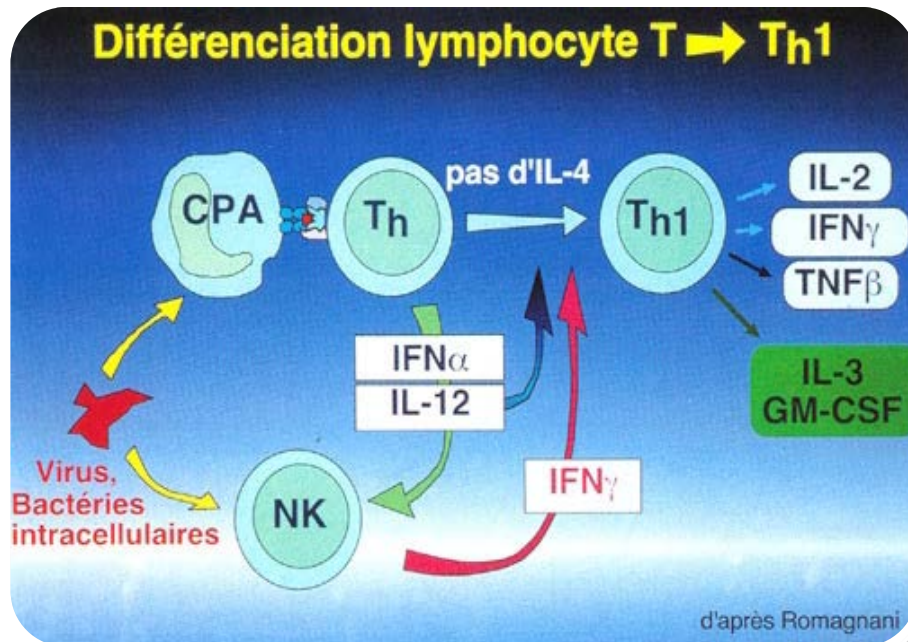 Différenciation lymphocyte T Th1
CPA
Th
pas d'IL-4
Th1
IL-2
IFNγ
TNFβ
IL-3
GM-CSF
IFNα
IL-12
IFNγ
NK
Virus,
Bactéries
intracellulaires
d'après Romagnani